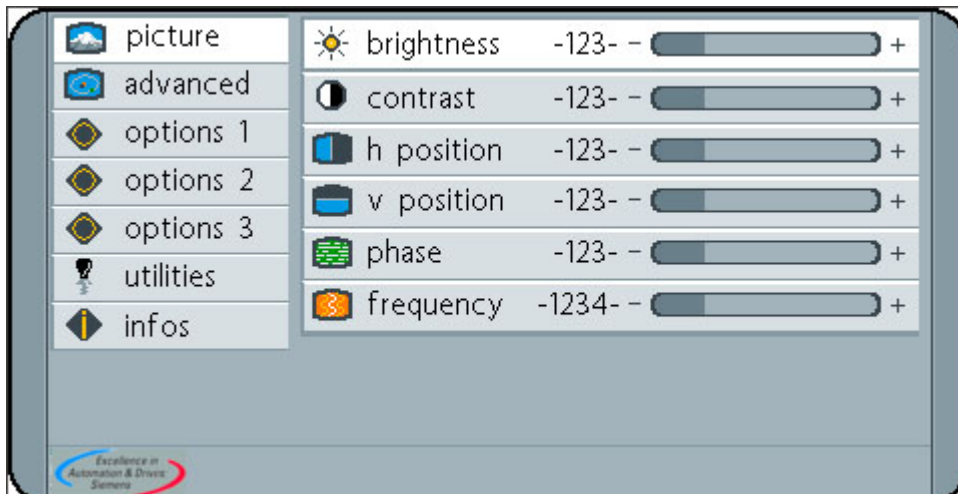 picture
advanced
options 1
options 2
options 3
utilities
infos
brightness -123- - +
contrast -123- - +
h position -123- - +
v position -123- - +
phase -123- - +
frequency -1234- - +
Excellence in
Automation & Drives
Siemens